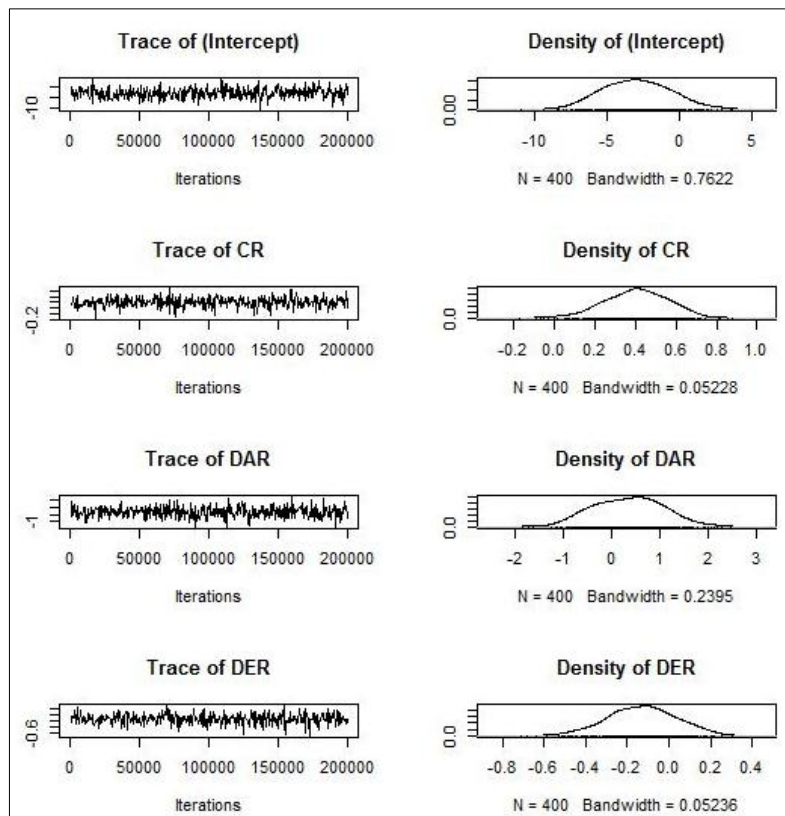 Trace of (Intercept)
Density of (Intercept)
-10
0 50000 100000 150000 200000
Iterations
0.00
-10 -5 0 5
N = 400 Bandwidth = 0.7622
Trace of CR
Density of CR
-0.2
0 50000 100000 150000 200000
Iterations
0.0
-0.2 0.0 0.2 0.4 0.6 0.8 1.0
N = 400 Bandwidth = 0.05228
Trace of DAR
Density of DAR
-1
0 50000 100000 150000 200000
Iterations
0.0
-2 -1 0 1 2 3
N = 400 Bandwidth = 0.2395
Trace of DER
Density of DER
-0.6
0 50000 100000 150000 200000
Iterations
0.0
-0.8 -0.6 -0.4 -0.2 0.0 0.2 0.4
N = 400 Bandwidth = 0.05236